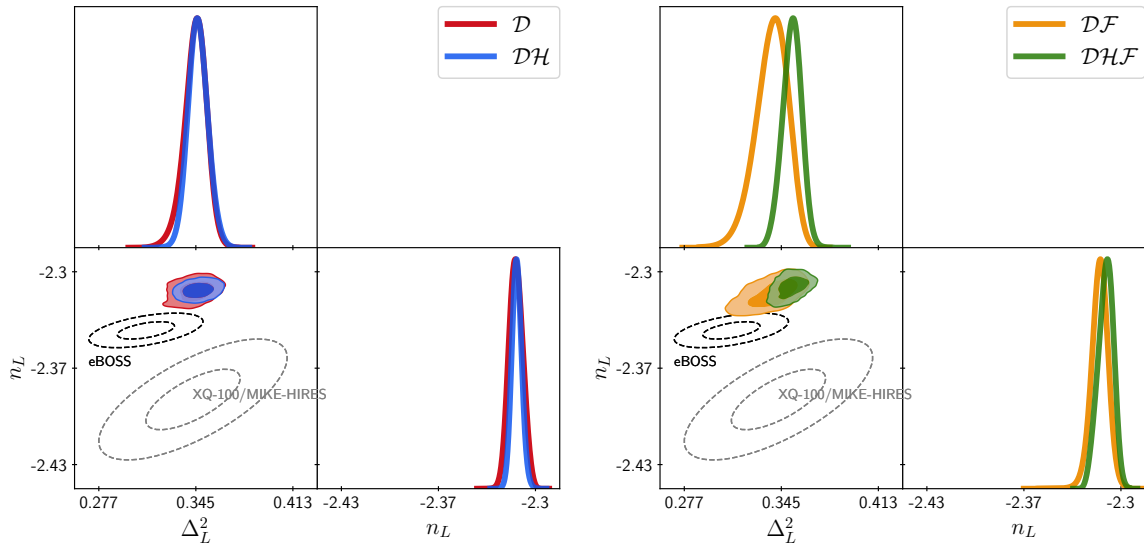 𝒟
𝒟ℋ
-2.3
-2.37
-2.43
n_L
eBOSS
XQ-100/MIKE-HIRES
0.277
0.345
0.413
Δ²_L
-2.43
-2.37
-2.3
n_L
𝒟ℱ
𝒟ℋℱ
-2.3
-2.37
-2.43
n_L
eBOSS
XQ-100/MIKE-HIRES
0.277
0.345
0.413
Δ²_L
-2.43
-2.37
-2.3
n_L